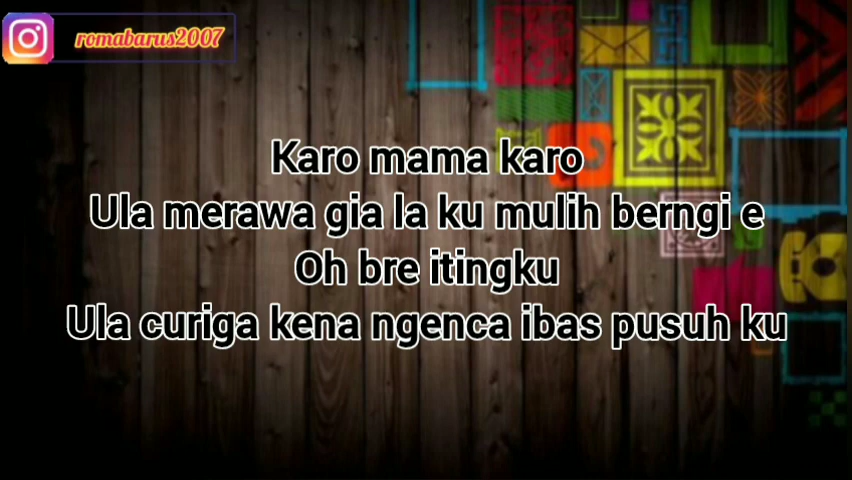 romabarus2007
Karo mama karo
Ula merawa gia la ku mulih berngi e
Oh bre itingku
Ula curiga kena ngenca ibas pusuh ku